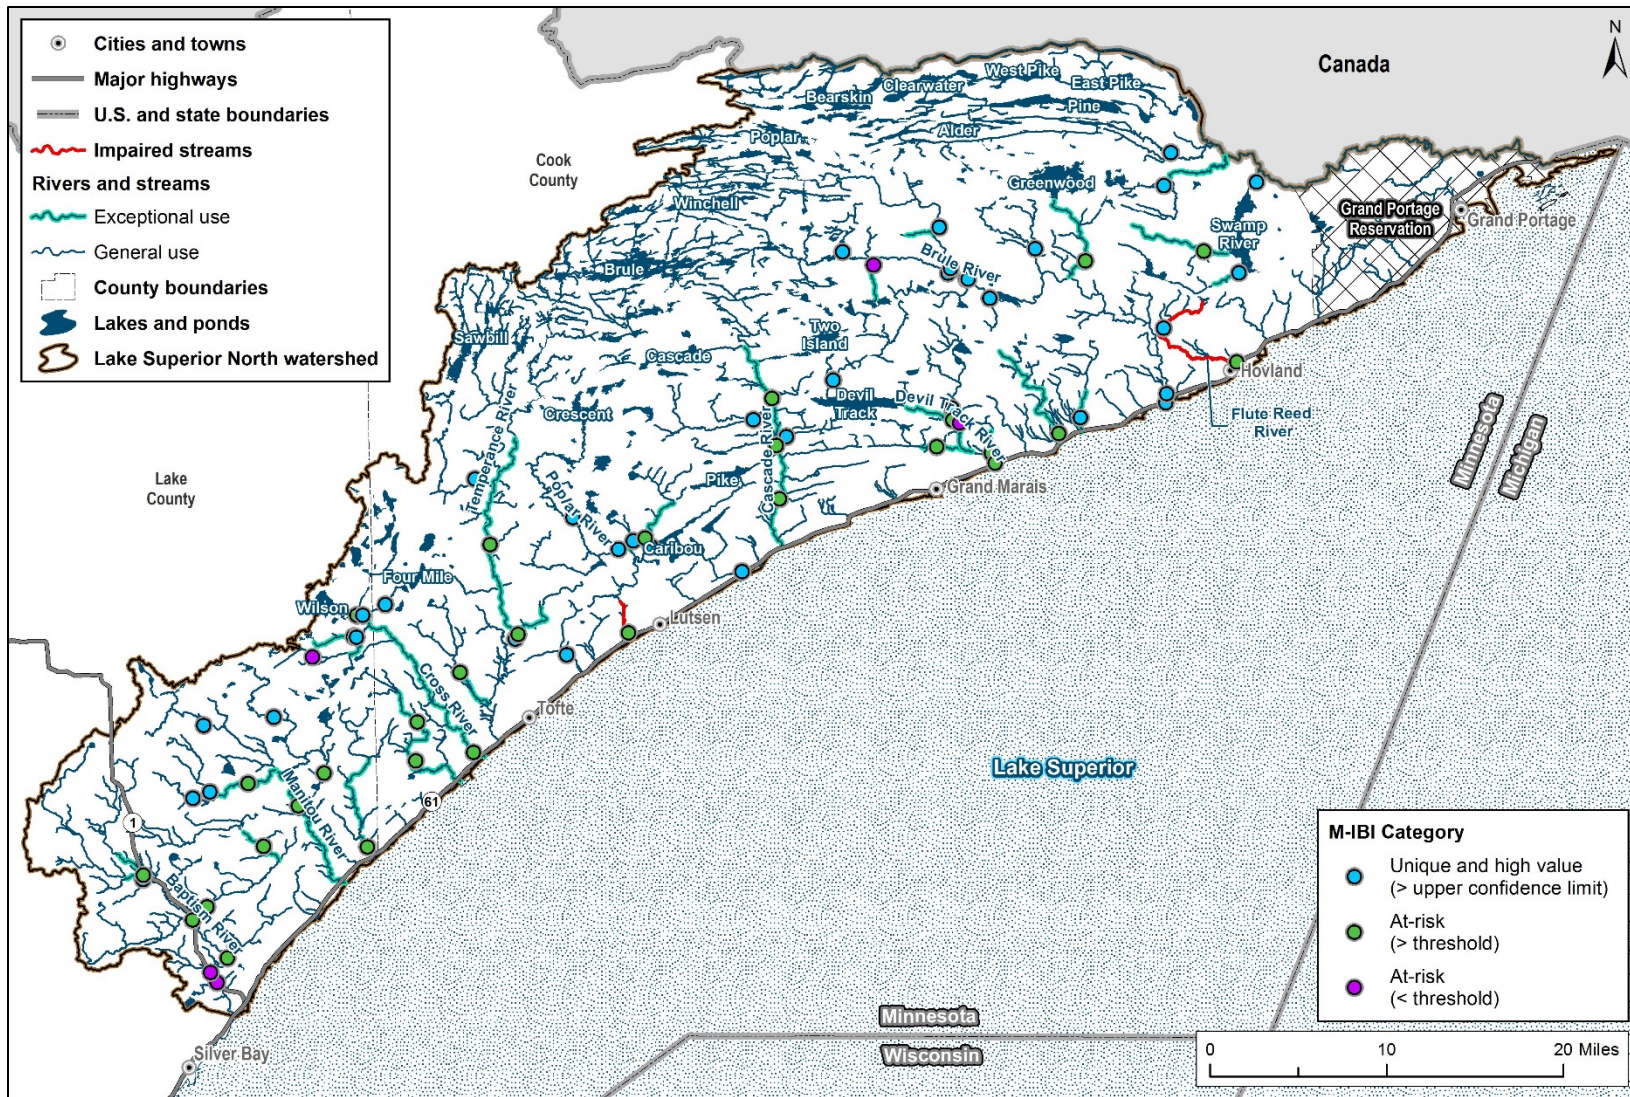 Cities and towns
Major highways
U.S. and state boundaries
Impaired streams
Rivers and streams
Exceptional use
General use
County boundaries
Lakes and ponds
Lake Superior North watershed
N
Canada
West Pike
Clearwater
East Pike
Bearskin
Pine
Alder
Poplar
Cook
County
Greenwood
Winchell
Grand Portage
Reservation
Grand Portage
Swamp
River
Brule River
Brule
Two
Island
Sawbill
Cascade
Hovland
Devil
Track
Devil Track River
Crescent
Flute Reed
River
Temperance River
Cascade River
Minnesota
Michigan
Lake
County
Pike
Grand Marais
Poplar River
Caribou
Four Mile
Wilson
Lutsen
Cross River
Tofte
Lake Superior
Manitou River
61
1
Baptism River
M-IBI Category
Unique and high value
(> upper confidence limit)
At-risk
(> threshold)
At-risk
(< threshold)
Minnesota
Wisconsin
Silver Bay
0 10 20 Miles